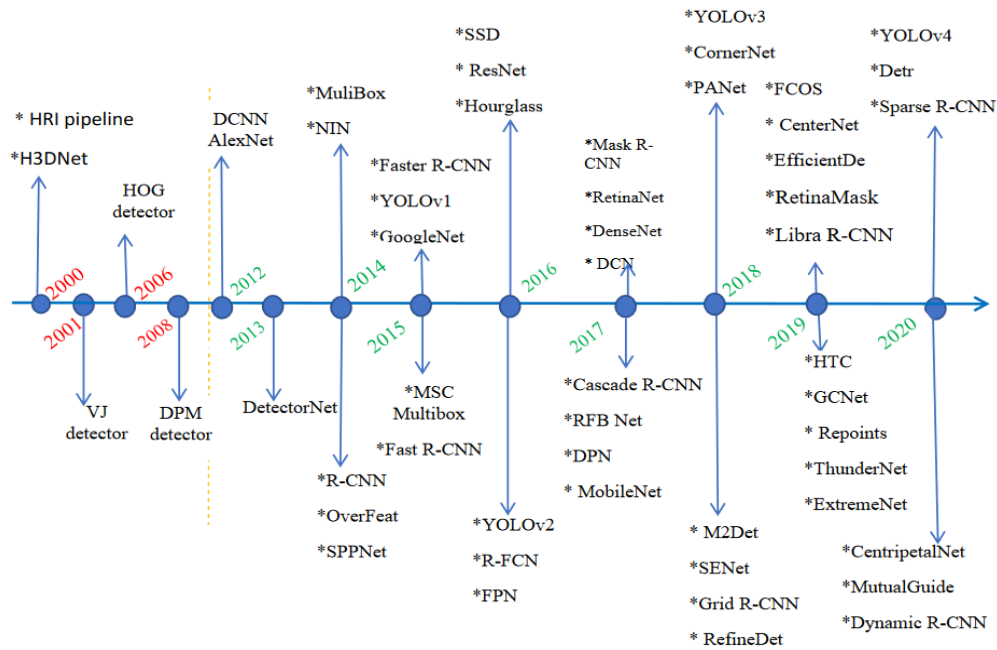 * HRI pipeline
*H3DNet
2000
2001
VJ
detector
HOG
detector
2006
2008
DPM
detector
DCNN
AlexNet
2012
2013
DetectorNet
*MuliBox
*NIN
2014
*R-CNN
*OverFeat
*SPPNet
*Faster R-CNN
*YOLOv1
*GoogleNet
2015
*MSC
Multibox
*Fast R-CNN
*SSD
* ResNet
*Hourglass
2016
*YOLOv2
*R-FCN
*FPN
*Mask R-
CNN
*RetinaNet
*DenseNet
* DCN
2017
*Cascade R-CNN
*RFB Net
*DPN
* MobileNet
*YOLOv3
*CornerNet
*PANet
2018
* M2Det
*SENet
*Grid R-CNN
* RefineDet
*FCOS
* CenterNet
*EfficientDe
*RetinaMask
*Libra R-CNN
2019
*HTC
*GCNet
* Repoints
*ThunderNet
*ExtremeNet
*YOLOv4
*Detr
*Sparse R-CNN
2020
*CentripetalNet
*MutualGuide
*Dynamic R-CNN